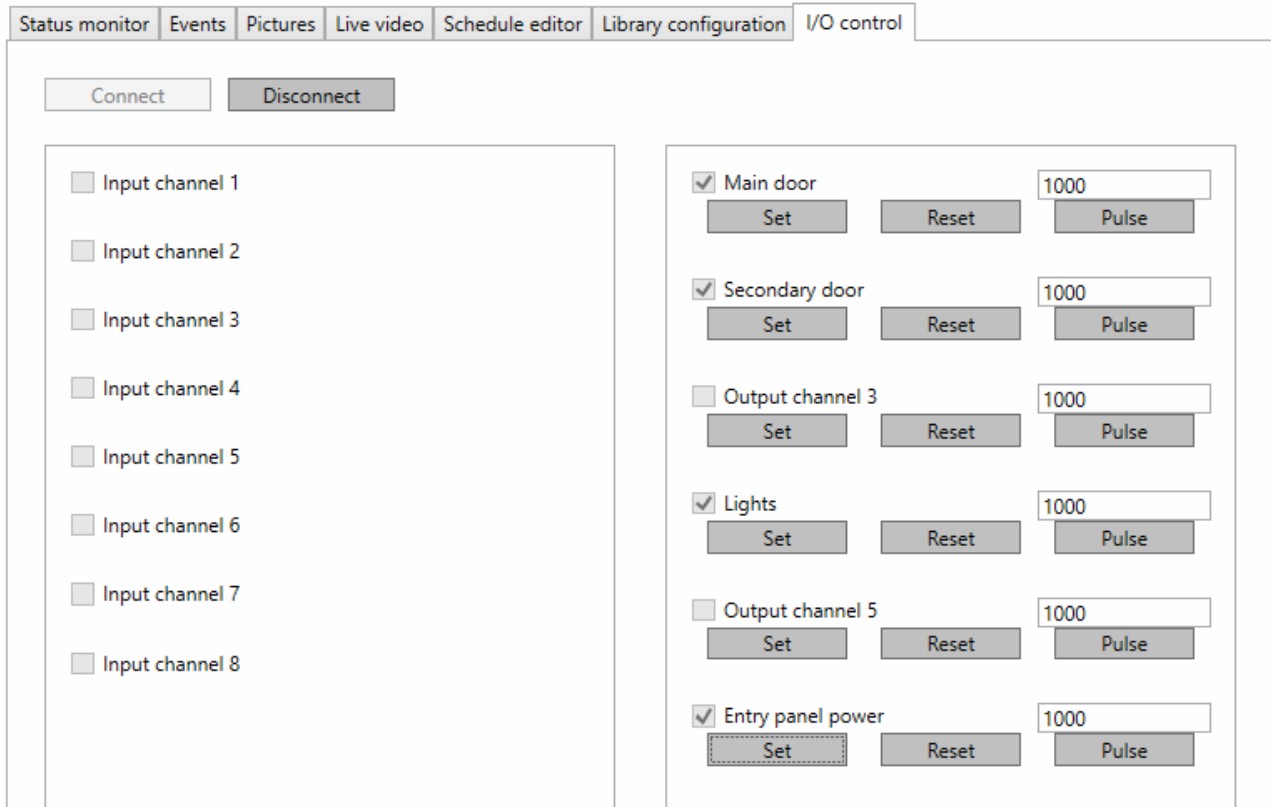 Status monitor Events Pictures Live video Schedule editor Library configuration I/O control
Connect Disconnect
Input channel 1
Input channel 2
Input channel 3
Input channel 4
Input channel 5
Input channel 6
Input channel 7
Input channel 8
Main door 1000
Set Reset Pulse
Secondary door 1000
Set Reset Pulse
Output channel 3 1000
Set Reset Pulse
Lights 1000
Set Reset Pulse
Output channel 5 1000
Set Reset Pulse
Entry panel power 1000
Set Reset Pulse